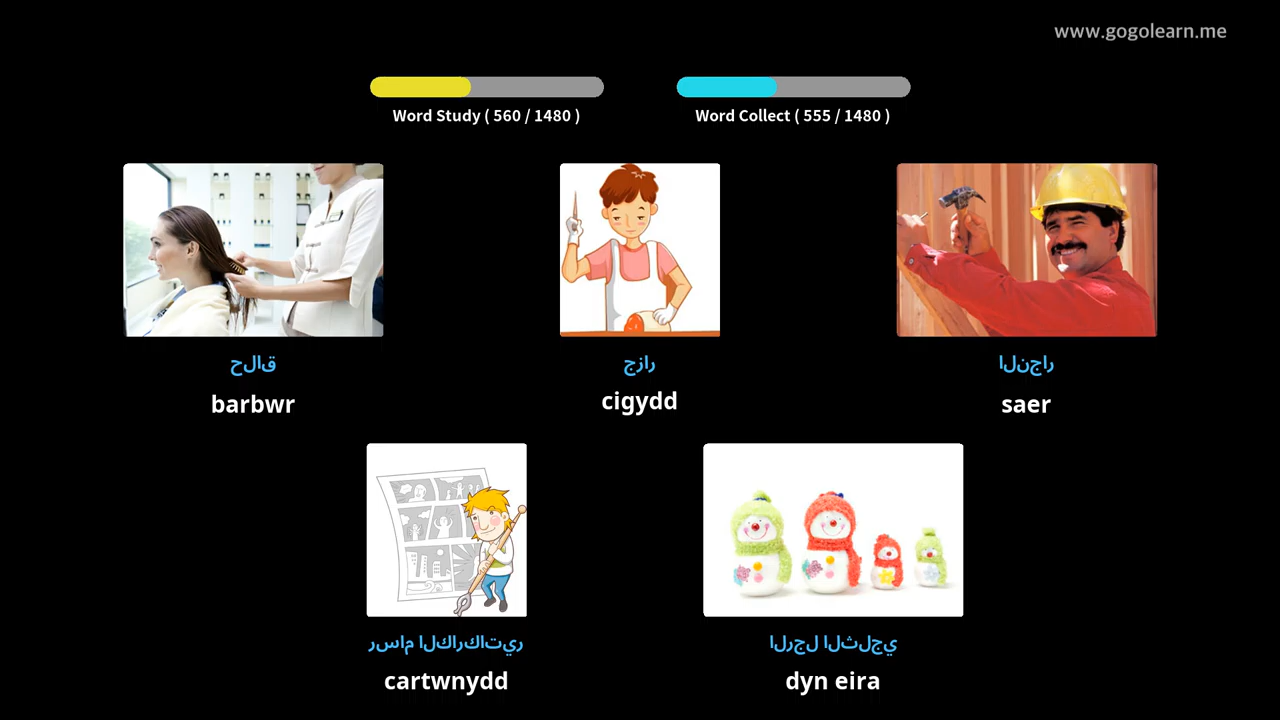 www.gogolearn.me
Word Study ( 560 / 1480 )
Word Collect ( 555 / 1480 )
حلاق
barbwr
جزار
cigydd
النجار
saer
رسام الكاركاتير
cartwnydd
الرجل الثلجي
dyn eira